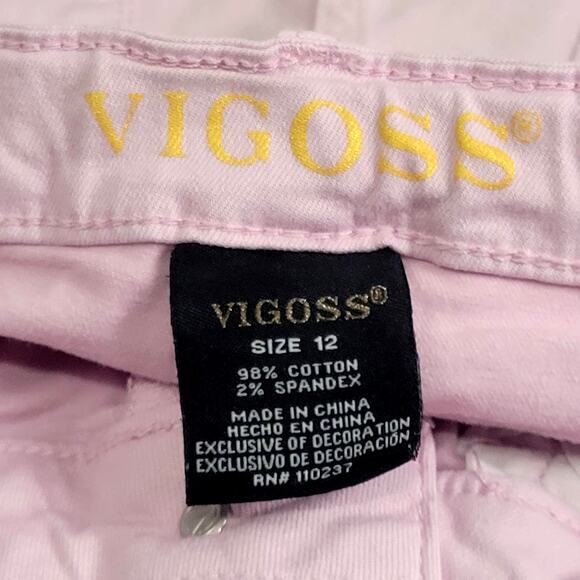 VIGOSS®
VIGOSS®
SIZE 12
98% COTTON
2% SPANDEX
MADE IN CHINA
HECHO EN CHINA
EXCLUSIVE OF DECORATION
EXCLUSIVO DE DECORACIÓN
RN# 110237